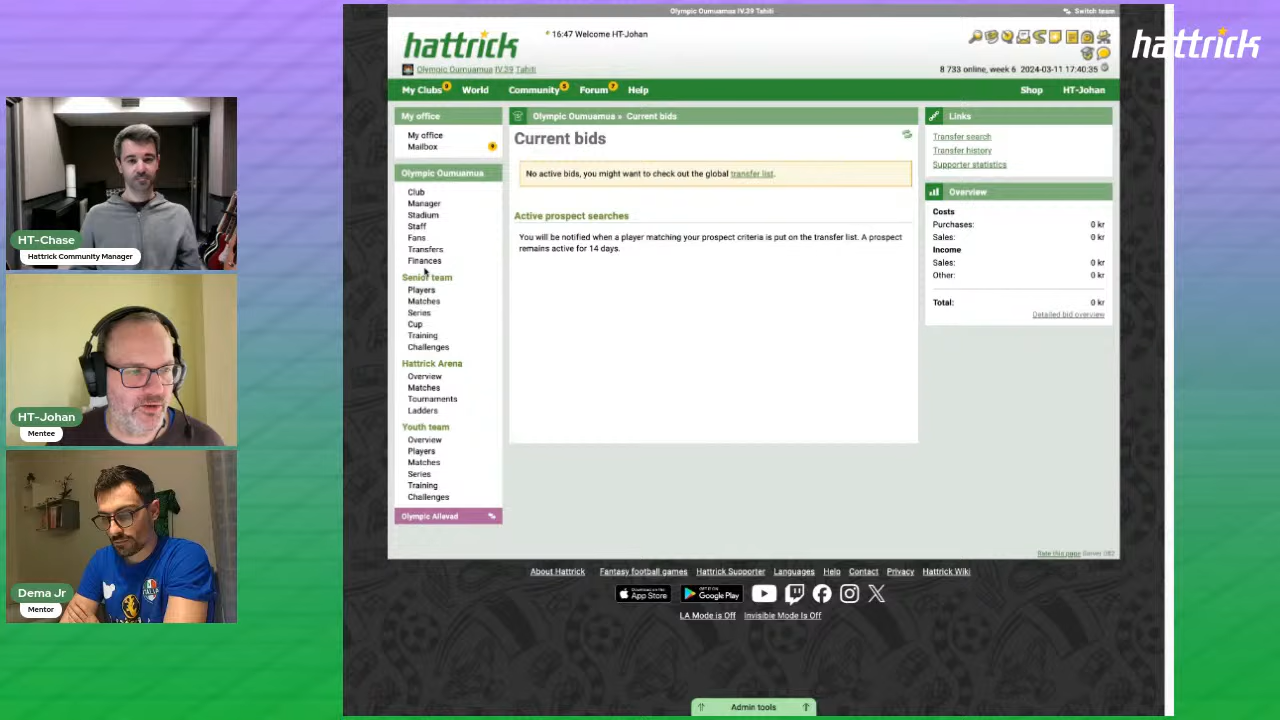 Olympic Oumuamua IV.39 Tahiti
Switch team
hattrick
16:47 Welcome HT-Johan
hattrick
Olympic Oumuamua IV.39 Tahiti
8 733 online, week 6 2024-03-11 17:40:35
My Clubs
World
Community
Forum
Help
Shop
HT-Johan
My office
My office
Mailbox
Olympic Oumuamua
Club
Manager
Stadium
Staff
Fans
Transfers
Finances
Senior team
Players
Matches
Series
Cup
Training
Challenges
Hattrick Arena
Overview
Matches
Tournaments
Ladders
Youth team
Overview
Players
Matches
Series
Training
Challenges
Olympic Allevad
Olympic Oumuamua » Current bids
Current bids
No active bids, you might want to check out the global transfer list.
Active prospect searches
You will be notified when a player matching your prospect criteria is put on the transfer list. A prospect
remains active for 14 days.
Links
Transfer search
Transfer history
Supporter statistics
Overview
Costs
Purchases: 0 kr
Sales: 0 kr
Income
Sales: 0 kr
Other: 0 kr
Total: 0 kr
Detailed bid overview
HT-Chase
Hattrick Community Manager
HT-Johan
Mentee
Dema Jr
Mentor
ITALIA
Rate this page
About Hattrick
Fantasy football games
Hattrick Supporter
Languages
Help
Contact
Privacy
Hattrick Wiki
App Store
Google Play
LA Mode is Off
Invisible Mode Is Off
Admin tools